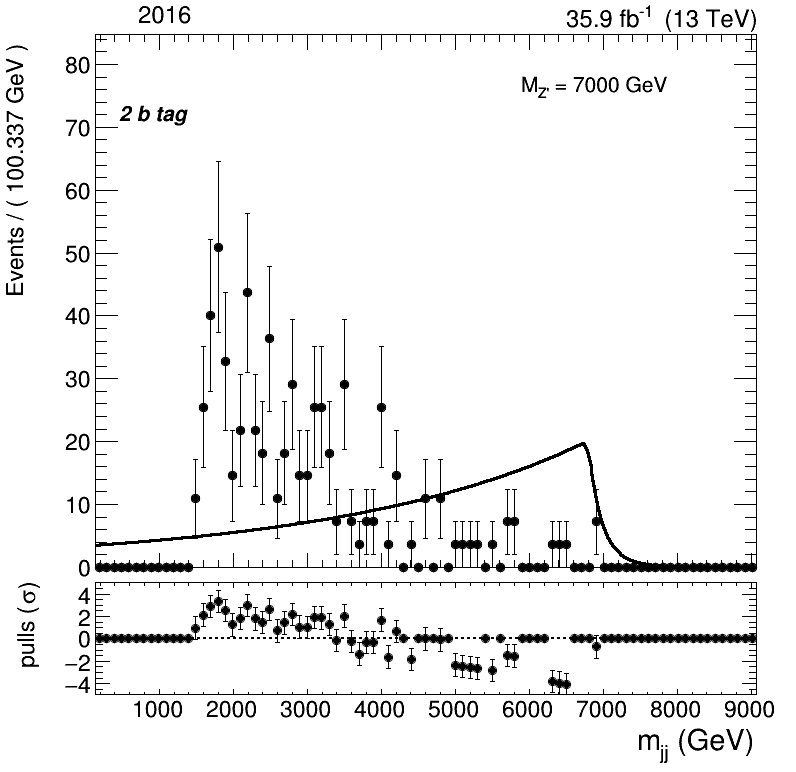 2016 35.9 fb⁻¹ (13 TeV)
Events / ( 100.337 GeV )
80
70
60
50
40
30
20
10
0
M_Z' = 7000 GeV
2 b tag
pulls (σ)
4
2
0
−2
−4
1000 2000 3000 4000 5000 6000 7000 8000 9000
m_jj (GeV)